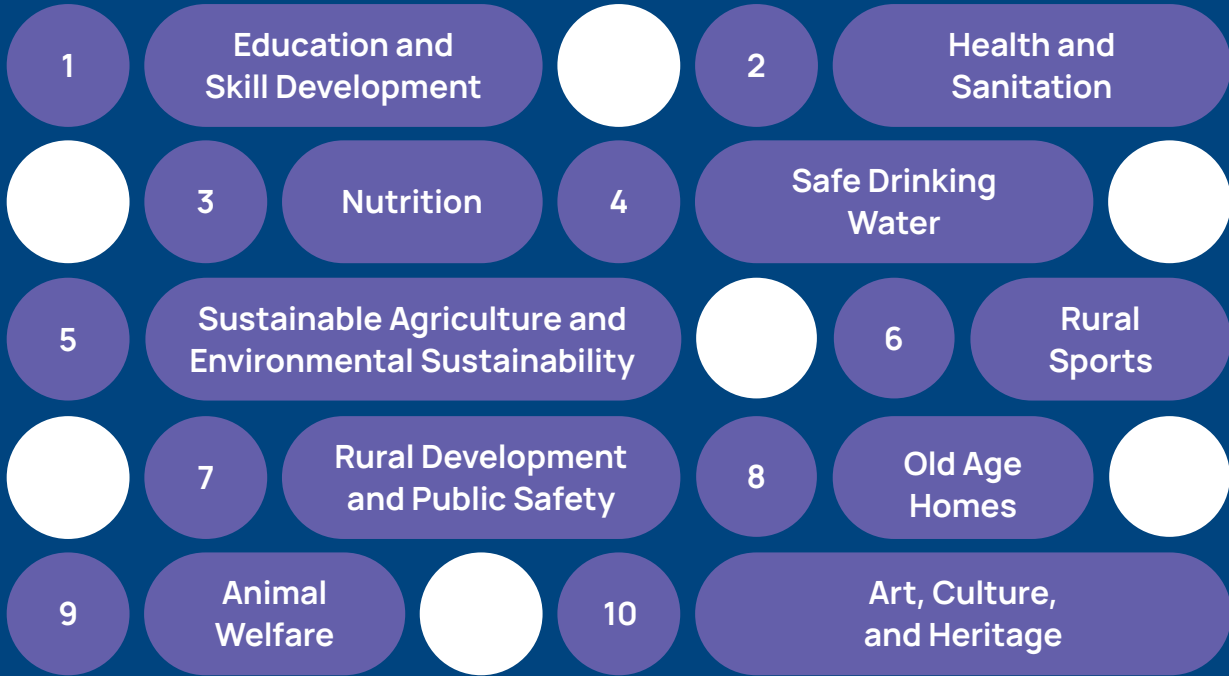 1
Education and
Skill Development
2
Health and
Sanitation
3
Nutrition
4
Safe Drinking
Water
5
Sustainable Agriculture and
Environmental Sustainability
6
Rural
Sports
7
Rural Development
and Public Safety
8
Old Age
Homes
9
Animal
Welfare
10
Art, Culture,
and Heritage